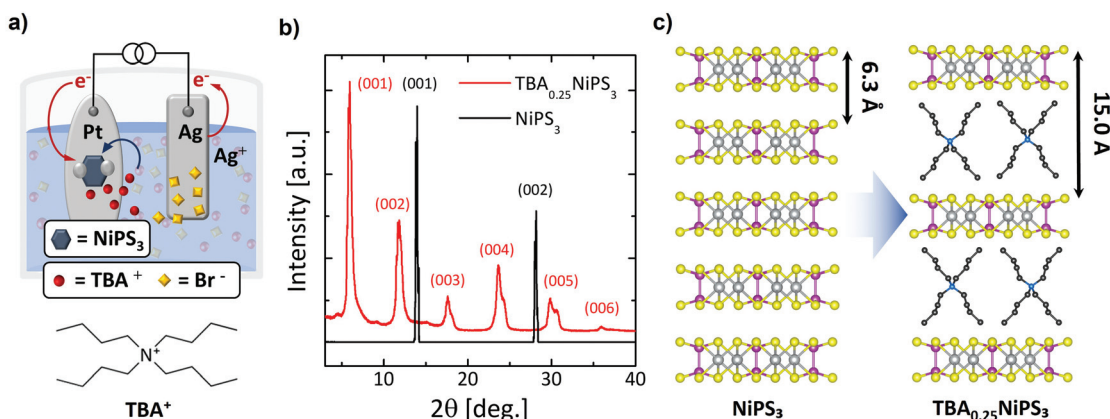 a)
e-
e-
Pt
Ag
Ag+
= NiPS3
= TBA + = Br -
N+
TBA+
b)
(001)
(001)
TBA0.25NiPS3
NiPS3
(002)
(002)
(004)
(003)
(005)
(006)
Intensity [a.u.]
10 20 30 40
2θ [deg.]
c)
6.3 Å
15.0 A
NiPS3
TBA0.25NiPS3